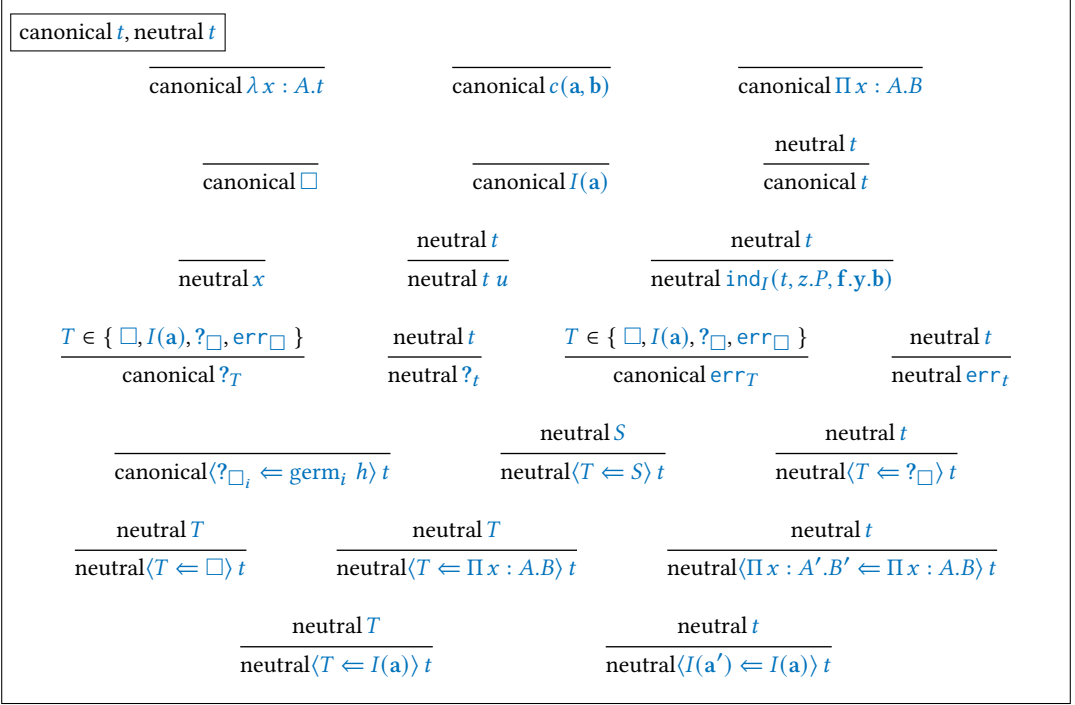 canonical t, neutral t
canonical λ x : A.t canonical c(a, b) canonical Π x : A.B
neutral t
canonical □ canonical I(a) canonical t
neutral t neutral t
neutral x neutral t u neutral ind_I(t, z.P, f.y.b)
T ∈ { □, I(a), ?_□, err_□ } neutral t T ∈ { □, I(a), ?_□, err_□ } neutral t
canonical ?_T neutral ?_t canonical err_T neutral err_t
neutral S neutral t
canonical⟨?_{□_i} ⇐ germ_i h⟩ t neutral⟨T ⇐ S⟩ t neutral⟨T ⇐ ?_□⟩ t
neutral T neutral T neutral t
neutral⟨T ⇐ □⟩ t neutral⟨T ⇐ Π x : A.B⟩ t neutral⟨Π x : A′.B′ ⇐ Π x : A.B⟩ t
neutral T neutral t
neutral⟨T ⇐ I(a)⟩ t neutral⟨I(a′) ⇐ I(a)⟩ t